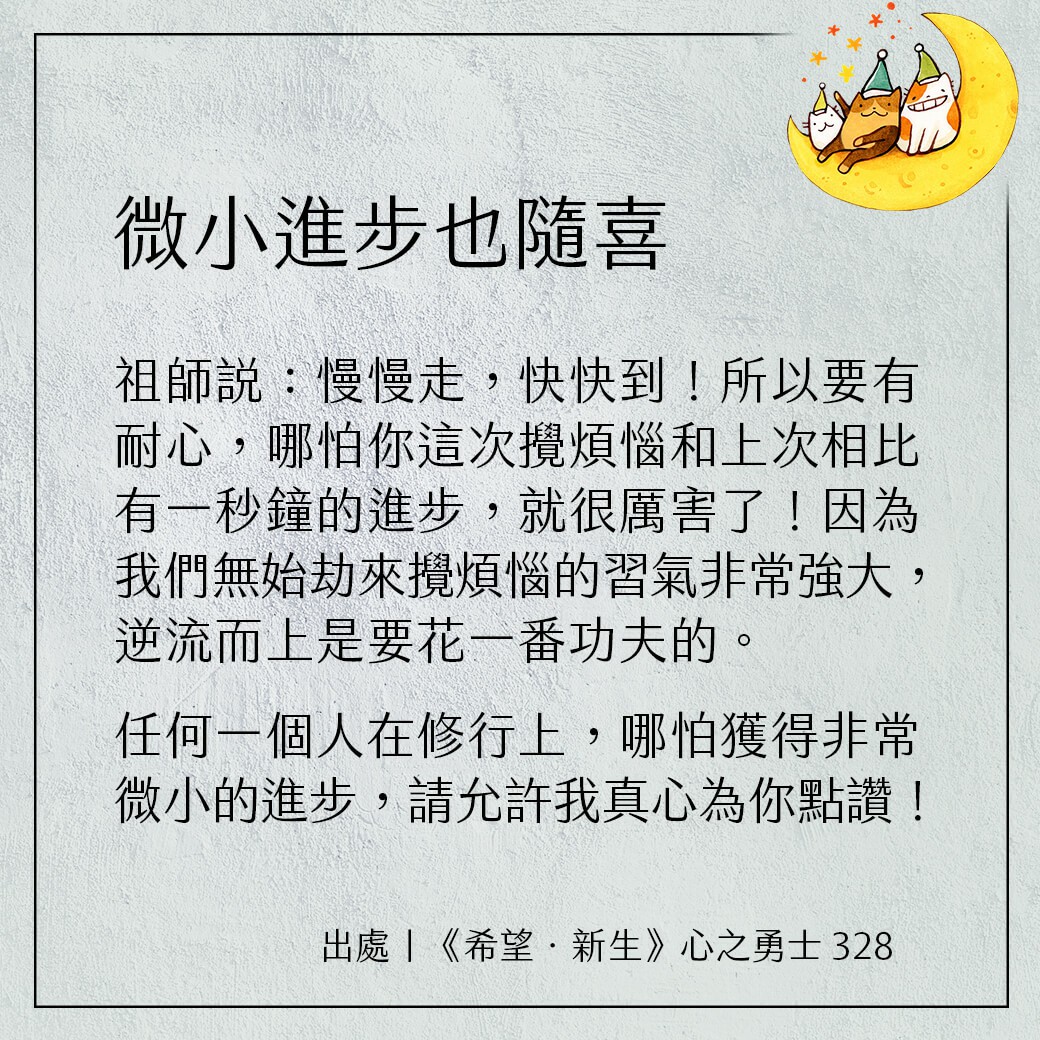 微小進步也隨喜
祖師説：慢慢走，快快到！所以要有
耐心，哪怕你這次攪煩惱和上次相比
有一秒鐘的進步，就很厲害了！因為
我們無始劫來攪煩惱的習氣非常強大，
逆流而上是要花一番功夫的。
任何一個人在修行上，哪怕獲得非常
微小的進步，請允許我真心為你點讚！
出處｜《希望．新生》心之勇士 328